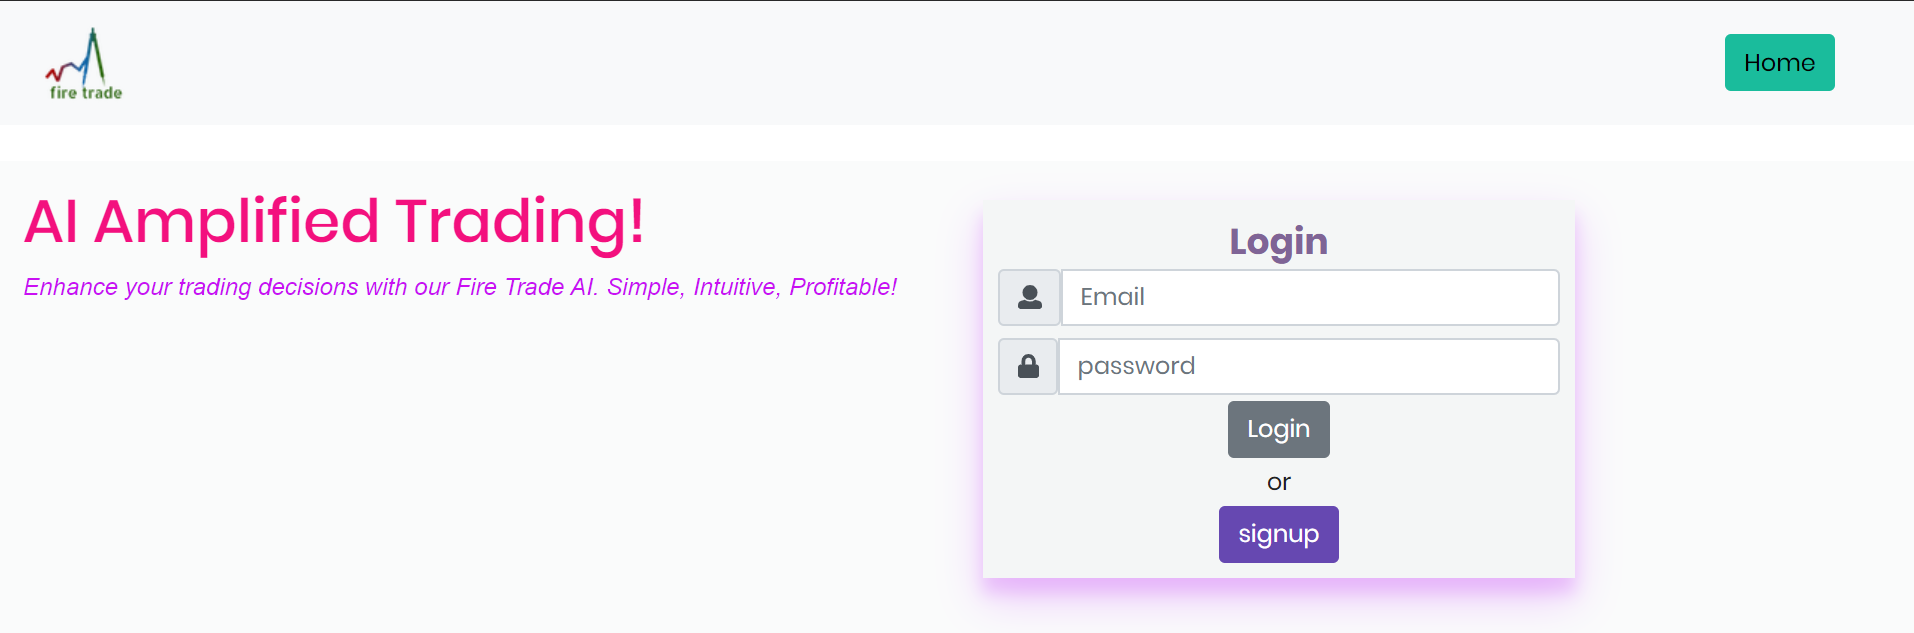 fire trade
Home
AI Amplified Trading!
Enhance your trading decisions with our Fire Trade AI. Simple, Intuitive, Profitable!
Login
Email
password
Login
or
signup